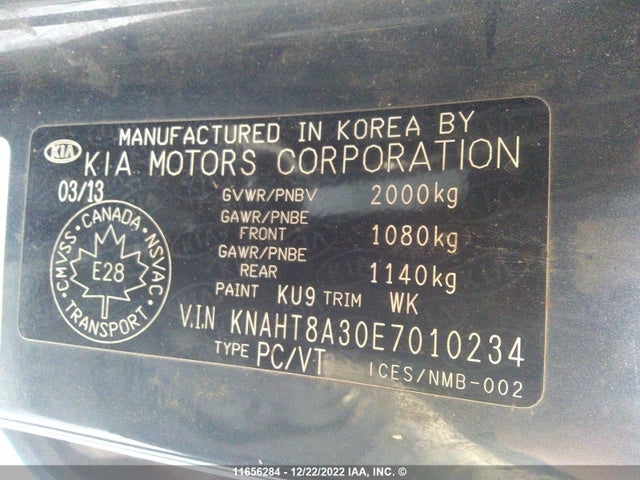 MANUFACTURED IN KOREA BY
KIA
KIA MOTORS CORPORATION
03/13
GVWR/PNBV 2000kg
GAWR/PNBE
FRONT 1080kg
GAWR/PNBE
REAR 1140kg
PAINT KU9 TRIM WK
CANADA
CMVSS NSVAC
E28
TRANSPORT
V.I.N KNAHT8A30E7010234
TYPE PC/VT
ICES/NMB-002
11656284 - 12/22/2022 IAA, INC. ©